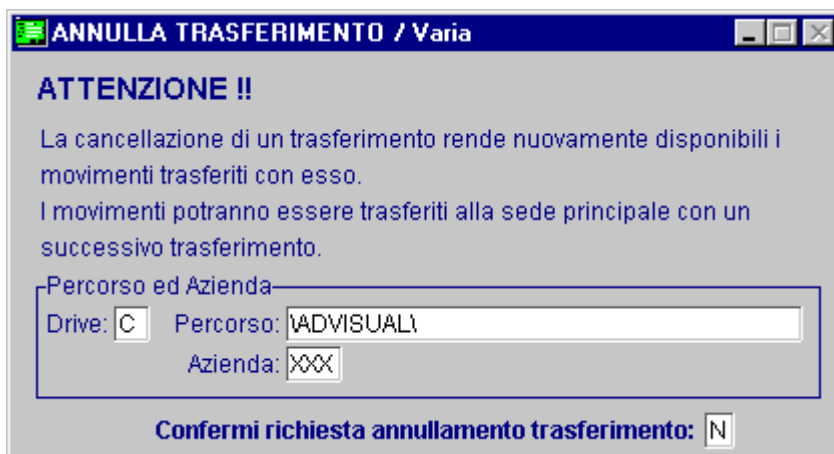 ANNULLA TRASFERIMENTO / Varia
ATTENZIONE !!
La cancellazione di un trasferimento rende nuovamente disponibili i
movimenti trasferiti con esso.
I movimenti potranno essere trasferiti alla sede principale con un
successivo trasferimento.
Percorso ed Azienda
Drive: C Percorso: \ADVISUAL\
Azienda: XXX
Confermi richiesta annullamento trasferimento: N